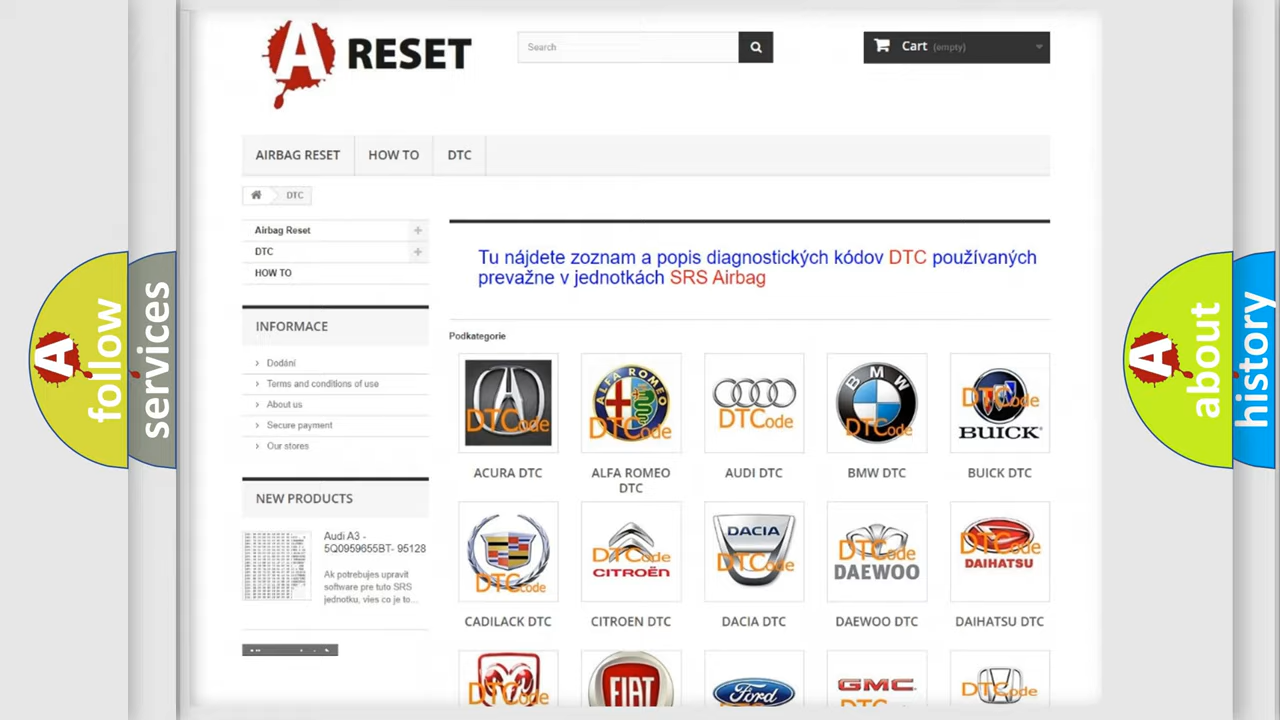 A RESET
Search
Cart (empty)
AIRBAG RESET
HOW TO
DTC
DTC
Airbag Reset
DTC
HOW TO
INFORMACE
Dodání
Terms and conditions of use
About us
Secure payment
Our stores
NEW PRODUCTS
Audi A3 -
5Q0959655BT- 95128
Ak potrebujes upravit
software pre tuto SRS
jednotku, vies co je to...
Tu nájdete zoznam a popis diagnostických kódov DTC používaných
prevažne v jednotkách SRS Airbag
Podkategorie
DTCode
ALFA ROMEO
DTCode
DTCode
BMW
DTCode
DTCode
BUICK
ACURA DTC
ALFA ROMEO
DTC
AUDI DTC
BMW DTC
BUICK DTC
DTCode
DTCode
CITROËN
DACIA
DTCode
DTCode
DAEWOO
DTCode
DAIHATSU
CADILACK DTC
CITROEN DTC
DACIA DTC
DAEWOO DTC
DAIHATSU DTC
DTCode
FIAT
Ford
GMC
DTCode
A follow
services
A about
history